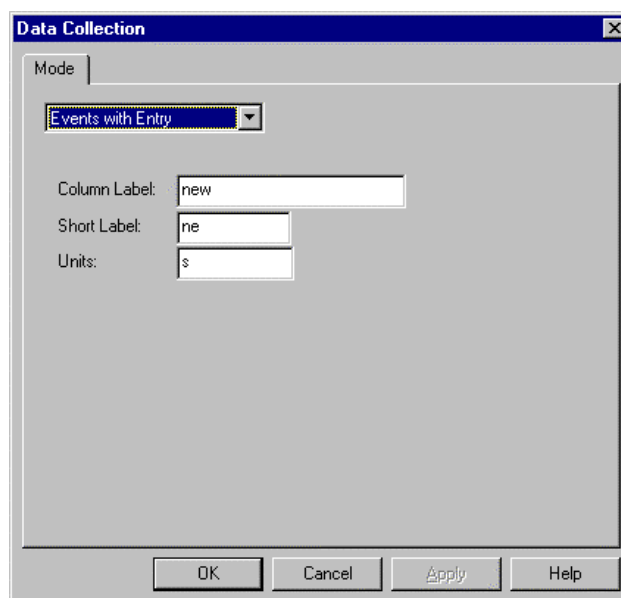 Data Collection
Mode
Events with Entry
Column Label: new
Short Label: ne
Units: s
OK Cancel Apply Help